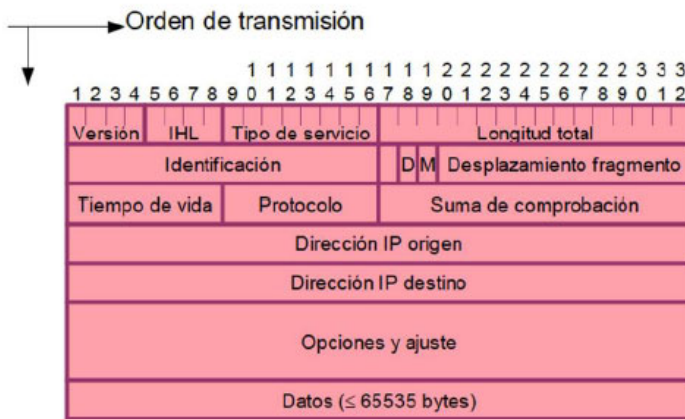 Orden de transmisión
1 1 1 1 1 1 1 1 1 1 2 2 2 2 2 2 2 2 2 2 3 3 3
1 2 3 4 5 6 7 8 9 0 1 2 3 4 5 6 7 8 9 0 1 2 3 4 5 6 7 8 9 0 1 2
Versión IHL Tipo de servicio Longitud total
Identificación D M Desplazamiento fragmento
Tiempo de vida Protocolo Suma de comprobación
Dirección IP origen
Dirección IP destino
Opciones y ajuste
Datos (≤ 65535 bytes)